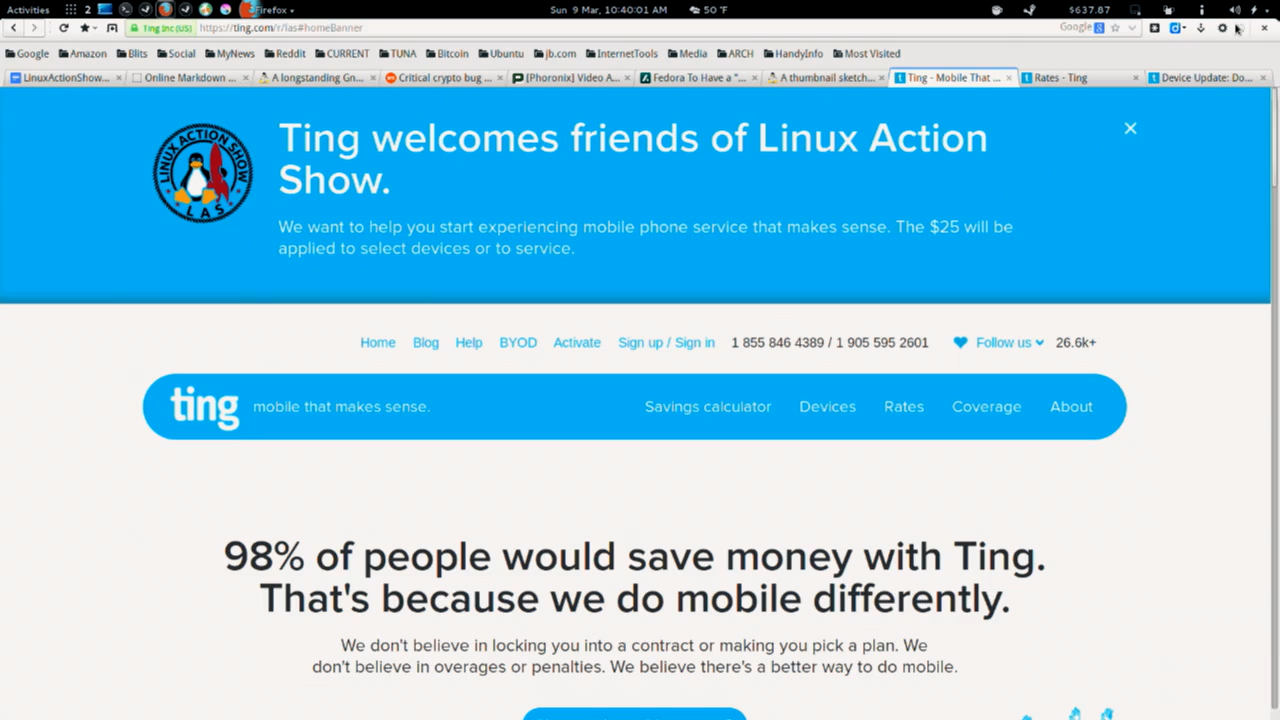 Activities 2 Firefox Sun 9 Mar, 10:40:01 AM 50 °F $637.87
Ting Inc (US) https://ting.com/r/las#homeBanner Google
Google Amazon Blits Social MyNews Reddit CURRENT TUNA Bitcoin Ubuntu jb.com InternetTools Media ARCH HandyInfo Most Visited
LinuxActionShow... Online Markdown ... A longstanding Gn... Critical crypto bug ... [Phoronix] Video A... Fedora To Have a "... A thumbnail sketch... Ting - Mobile That ... Rates - Ting Device Update: Do...
LINUX ACTION SHOW
LAS
Ting welcomes friends of Linux Action
Show.
We want to help you start experiencing mobile phone service that makes sense. The $25 will be
applied to select devices or to service.
Home Blog Help BYOD Activate Sign up / Sign in 1 855 846 4389 / 1 905 595 2601 Follow us 26.6k+
ting mobile that makes sense. Savings calculator Devices Rates Coverage About
98% of people would save money with Ting.
That's because we do mobile differently.
We don't believe in locking you into a contract or making you pick a plan. We
don't believe in overages or penalties. We believe there's a better way to do mobile.